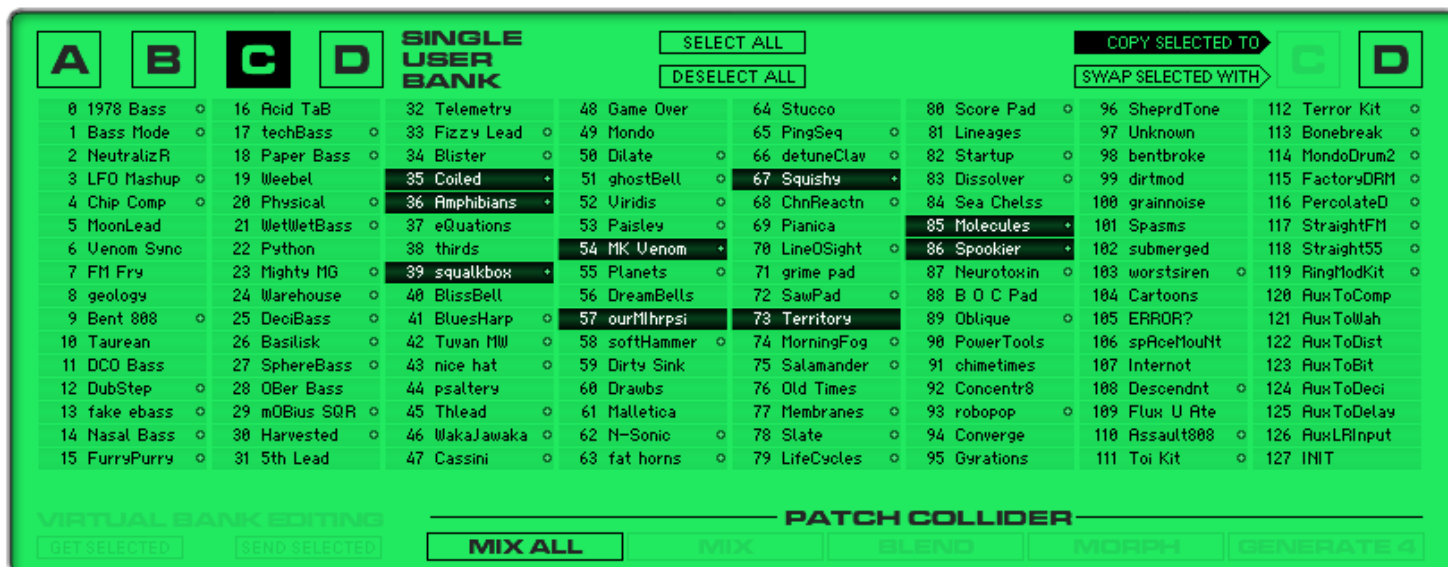 A B C D SINGLE USER BANK
SELECT ALL
DESELECT ALL
COPY SELECTED TO
SWAP SELECTED WITH
C D
0 1978 Bass
1 Bass Mode
2 NeutralizR
3 LFO Mashup
4 Chip Comp
5 MoonLead
6 Venom Sync
7 FM Fry
8 geology
9 Bent 808
10 Taurean
11 DCO Bass
12 DubStep
13 fake ebass
14 Nasal Bass
15 FurryPurry
16 Acid TaB
17 techBass
18 Paper Bass
19 Weebel
20 Physical
21 WetWetBass
22 Python
23 Mighty MG
24 Warehouse
25 DeciBass
26 Basilisk
27 SphereBass
28 OBer Bass
29 mOBius SQR
30 Harvested
31 5th Lead
32 Telemetry
33 Fizzy Lead
34 Blister
35 Coiled
36 Amphibians
37 eQuations
38 thirds
39 squalkbox
40 BlissBell
41 BluesHarp
42 Tuvan MW
43 nice hat
44 psaltery
45 Thlead
46 WakaJawaka
47 Cassini
48 Game Over
49 Mondo
50 Dilate
51 ghostBell
52 Viridis
53 Paisley
54 MK Venom
55 Planets
56 DreamBells
57 ourMIhrpsi
58 softHammer
59 Dirty Sink
60 Drawbs
61 Malletica
62 N-Sonic
63 fat horns
64 Stucco
65 PingSeq
66 detuneClav
67 Squishy
68 ChnReactn
69 Pianica
70 LineOSight
71 grime pad
72 SawPad
73 Territory
74 MorningFog
75 Salamander
76 Old Times
77 Membranes
78 Slate
79 LifeCycles
80 Score Pad
81 Lineages
82 Startup
83 Dissolver
84 Sea Chelss
85 Molecules
86 Spookier
87 Neurotoxin
88 B O C Pad
89 Oblique
90 PowerTools
91 chimetimes
92 Concentr8
93 robopop
94 Converge
95 Gyrations
96 SheprdTone
97 Unknown
98 bentbroke
99 dirtmod
100 grainnoise
101 Spasms
102 submerged
103 worstsiren
104 Cartoons
105 ERROR?
106 spAceMouNt
107 Internot
108 Descendnt
109 Flux U Ate
110 Assault808
111 Toi Kit
112 Terror Kit
113 Bonebreak
114 MondoDrum2
115 FactoryDRM
116 PercolateD
117 StraightFM
118 Straight55
119 RingModKit
120 AuxToComp
121 AuxToWah
122 AuxToDist
123 AuxToBit
124 AuxToDeci
125 AuxToDelay
126 AuxLRInput
127 INIT
VIRTUAL BANK EDITING
GET SELECTED
SEND SELECTED
PATCH COLLIDER
MIX ALL
MIX
BLEND
MORPH
GENERATE 4